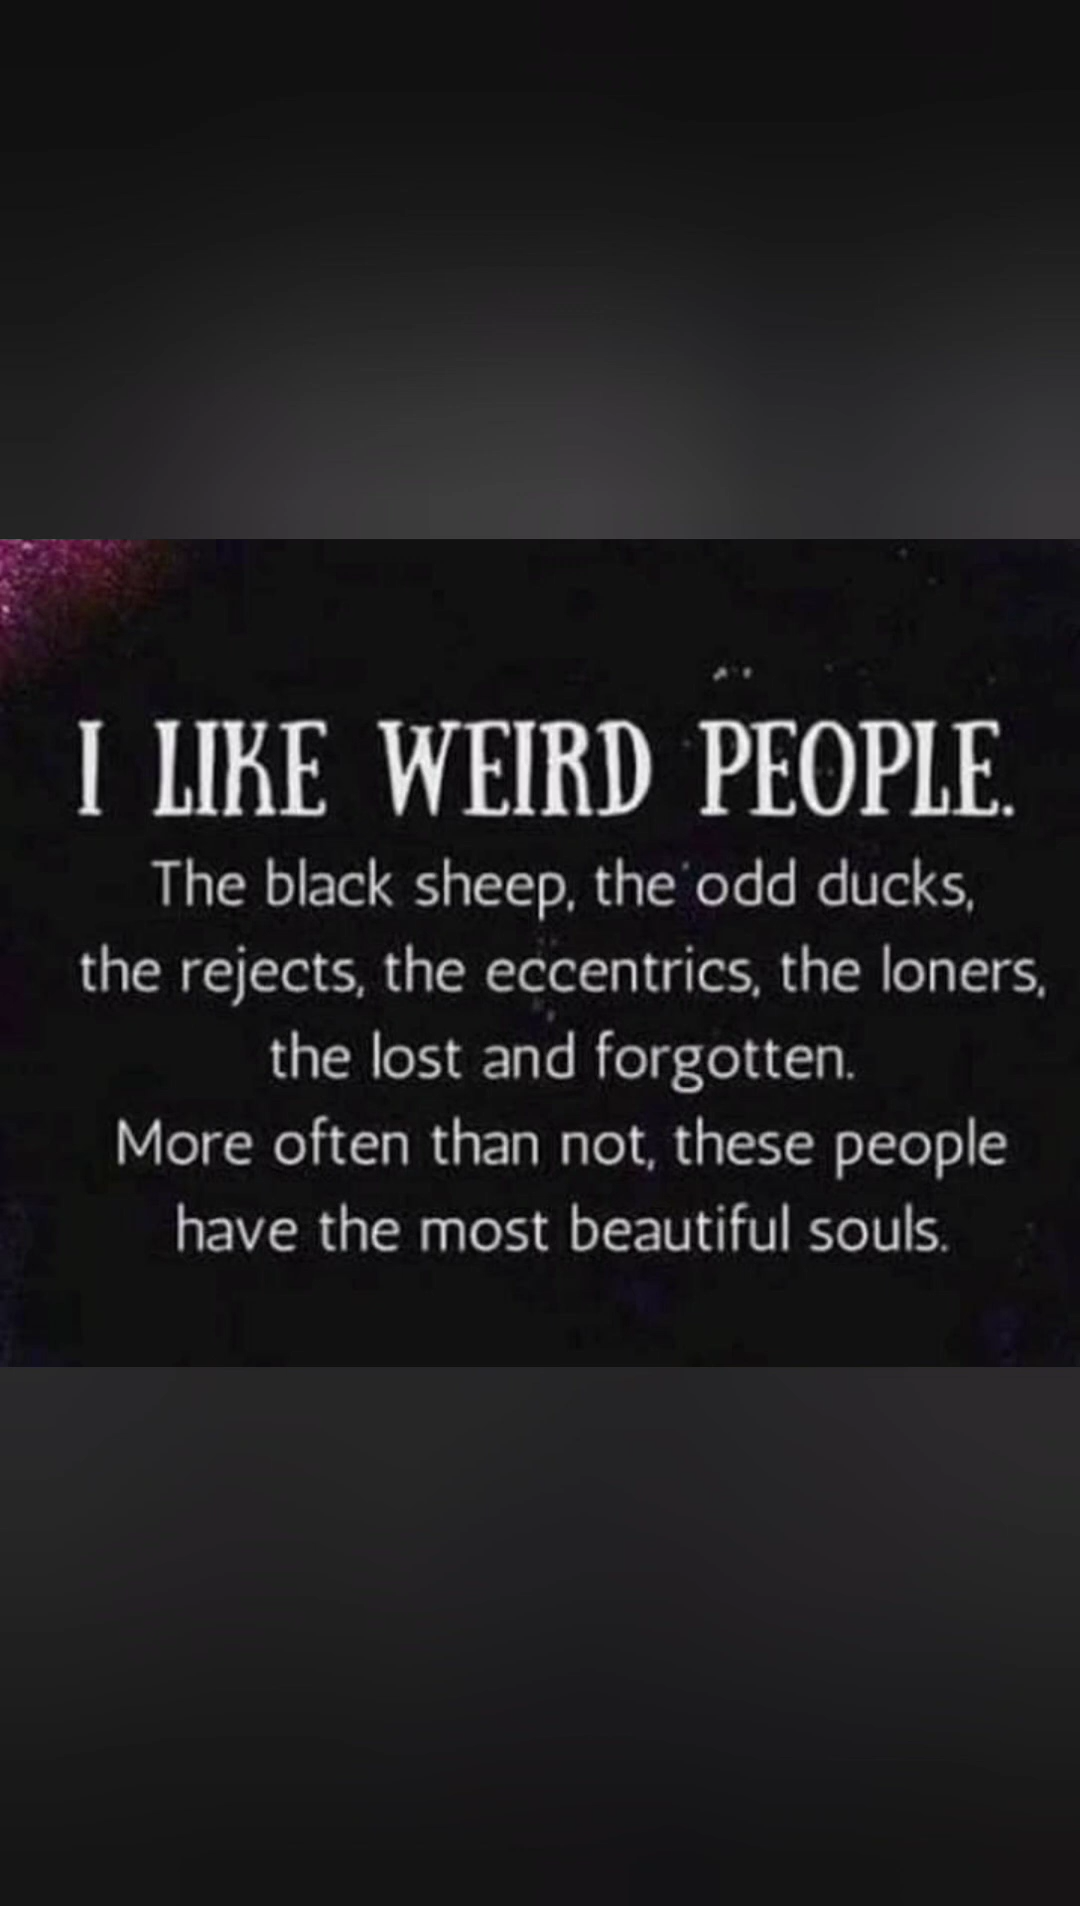 I LIKE WEIRD PEOPLE.
The black sheep, the odd ducks,
the rejects, the eccentrics, the loners,
the lost and forgotten.
More often than not, these people
have the most beautiful souls.